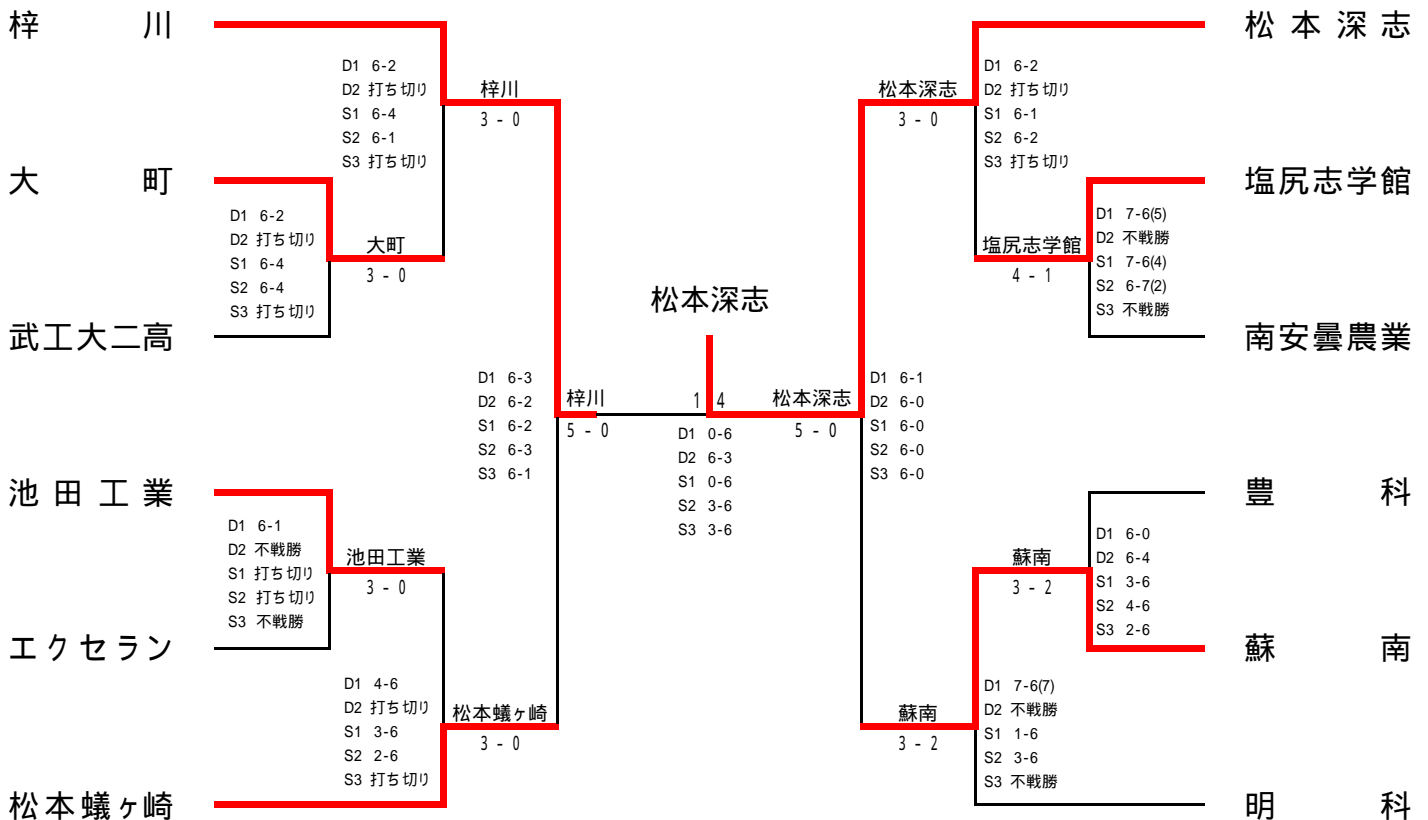 梓川
D1 6-2
D2 打ち切り
S1 6-4
S2 6-1
S3 打ち切り
梓川
3 - 0
大町
D1 6-2
D2 打ち切り
S1 6-4
S2 6-4
S3 打ち切り
大町
3 - 0
武工大二高
D1 6-3
D2 6-2
S1 6-2
S2 6-3
S3 6-1
梓川
5 - 0
池田工業
D1 6-1
D2 不戦勝
S1 打ち切り
S2 打ち切り
S3 不戦勝
池田工業
3 - 0
エクセラン
D1 4-6
D2 打ち切り
S1 3-6
S2 2-6
S3 打ち切り
松本蟻ヶ崎
3 - 0
松本蟻ヶ崎
松本深志
1 4
D1 0-6
D2 6-3
S1 0-6
S2 3-6
S3 3-6
松本深志
松本深志
3 - 0
D1 6-2
D2 打ち切り
S1 6-1
S2 6-2
S3 打ち切り
塩尻志学館
塩尻志学館
4 - 1
D1 7-6(5)
D2 不戦勝
S1 7-6(4)
S2 6-7(2)
S3 不戦勝
南安曇農業
松本深志
5 - 0
D1 6-1
D2 6-0
S1 6-0
S2 6-0
S3 6-0
豊科
蘇南
3 - 2
D1 6-0
D2 6-4
S1 3-6
S2 4-6
S3 2-6
蘇南
蘇南
3 - 2
D1 7-6(7)
D2 不戦勝
S1 1-6
S2 3-6
S3 不戦勝
明科